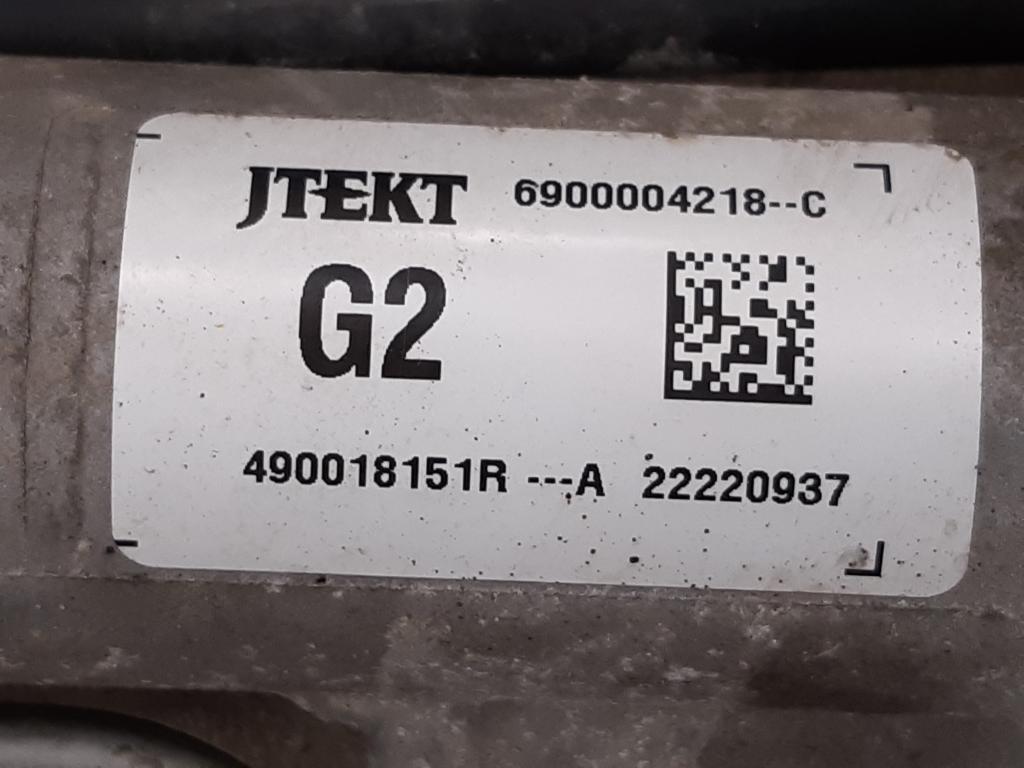 JTEKT 6900004218--C
G2
490018151R ---A 22220937